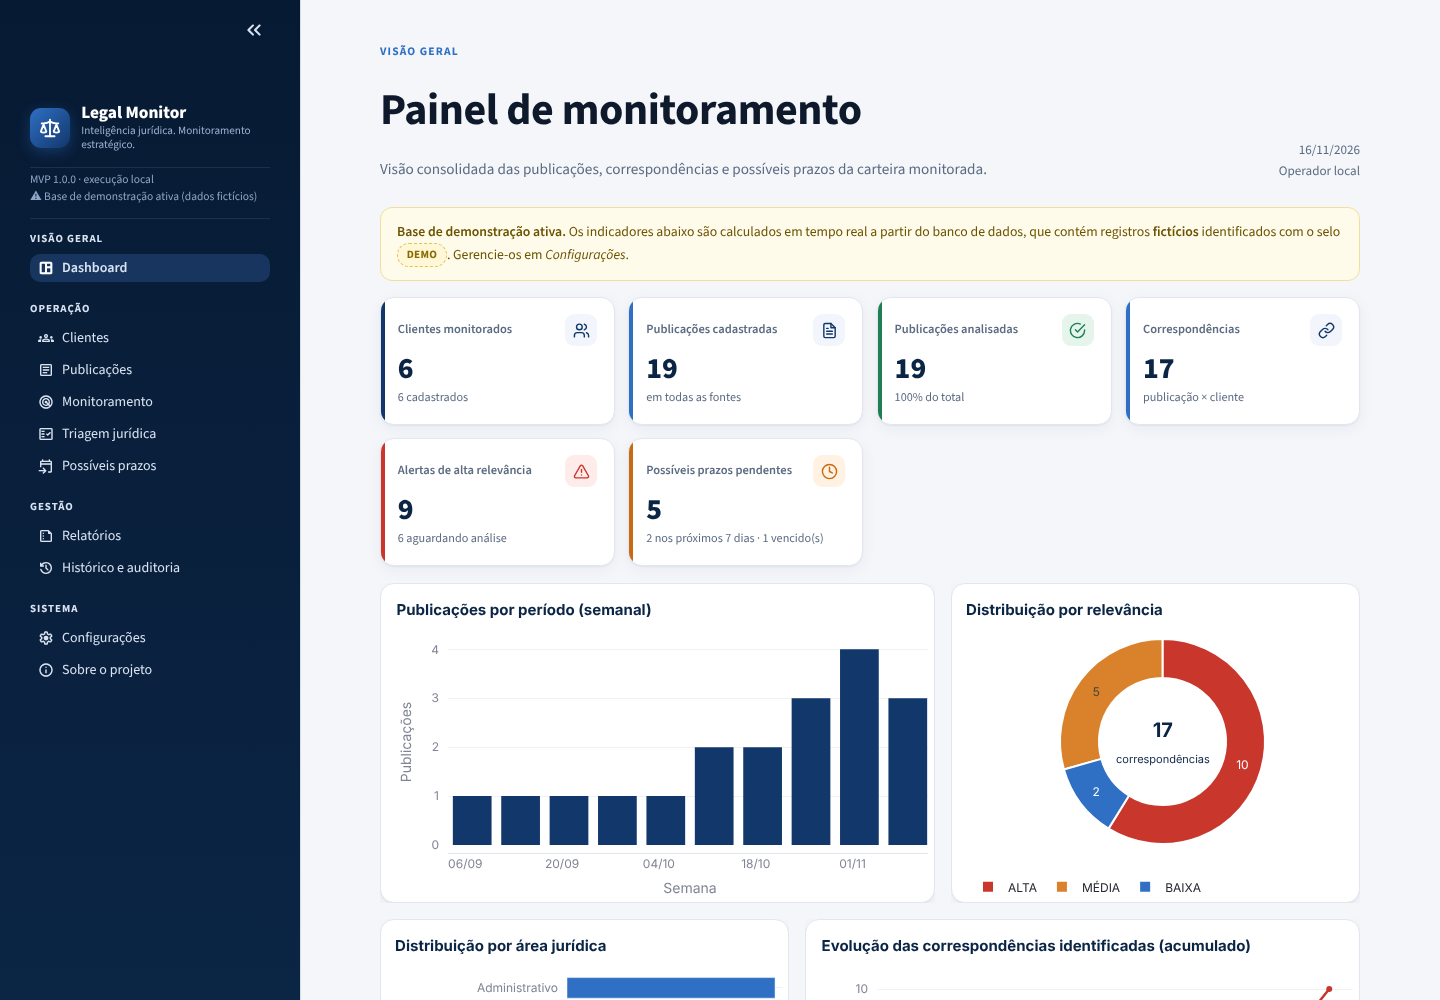 Legal Monitor
Inteligência jurídica. Monitoramento
estratégico.
MVP 1.0.0 · execução local
⚠ Base de demonstração ativa (dados fictícios)
VISÃO GERAL
Dashboard
OPERAÇÃO
Clientes
Publicações
Monitoramento
Triagem jurídica
Possíveis prazos
GESTÃO
Relatórios
Histórico e auditoria
SISTEMA
Configurações
Sobre o projeto
VISÃO GERAL
Painel de monitoramento
Visão consolidada das publicações, correspondências e possíveis prazos da carteira monitorada.
16/11/2026
Operador local
Base de demonstração ativa. Os indicadores abaixo são calculados em tempo real a partir do banco de dados, que contém registros fictícios identificados com o selo
DEMO . Gerencie-os em Configurações.
Clientes monitorados
6
6 cadastrados
Publicações cadastradas
19
em todas as fontes
Publicações analisadas
19
100% do total
Correspondências
17
publicação × cliente
Alertas de alta relevância
9
6 aguardando análise
Possíveis prazos pendentes
5
2 nos próximos 7 dias · 1 vencido(s)
Publicações por período (semanal)
Publicações
4
3
2
1
0
06/09 20/09 04/10 18/10 01/11
Semana
Distribuição por relevância
5
10
2
17
correspondências
ALTA MÉDIA BAIXA
Distribuição por área jurídica
Administrativo
Evolução das correspondências identificadas (acumulado)
10